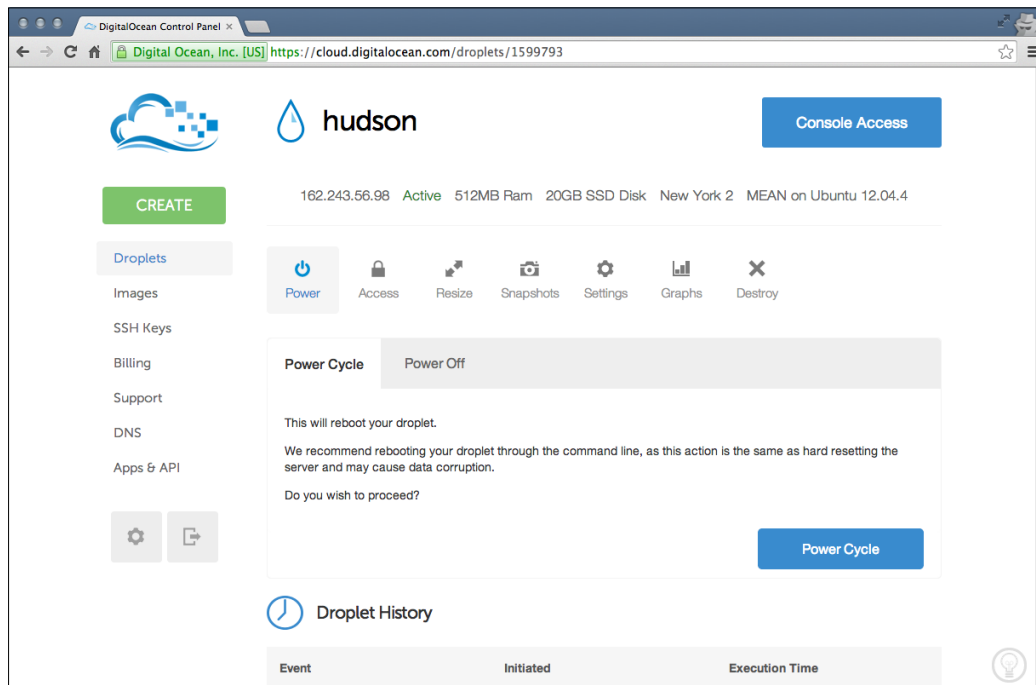 DigitalOcean Control Panel ×
Digital Ocean, Inc. [US] https://cloud.digitalocean.com/droplets/1599793
hudson
Console Access
CREATE
162.243.56.98 Active 512MB Ram 20GB SSD Disk New York 2 MEAN on Ubuntu 12.04.4
Droplets
Images
SSH Keys
Billing
Support
DNS
Apps & API
Power Access Resize Snapshots Settings Graphs Destroy
Power Cycle Power Off
This will reboot your droplet.
We recommend rebooting your droplet through the command line, as this action is the same as hard resetting the
server and may cause data corruption.
Do you wish to proceed?
Power Cycle
Droplet History
Event Initiated Execution Time